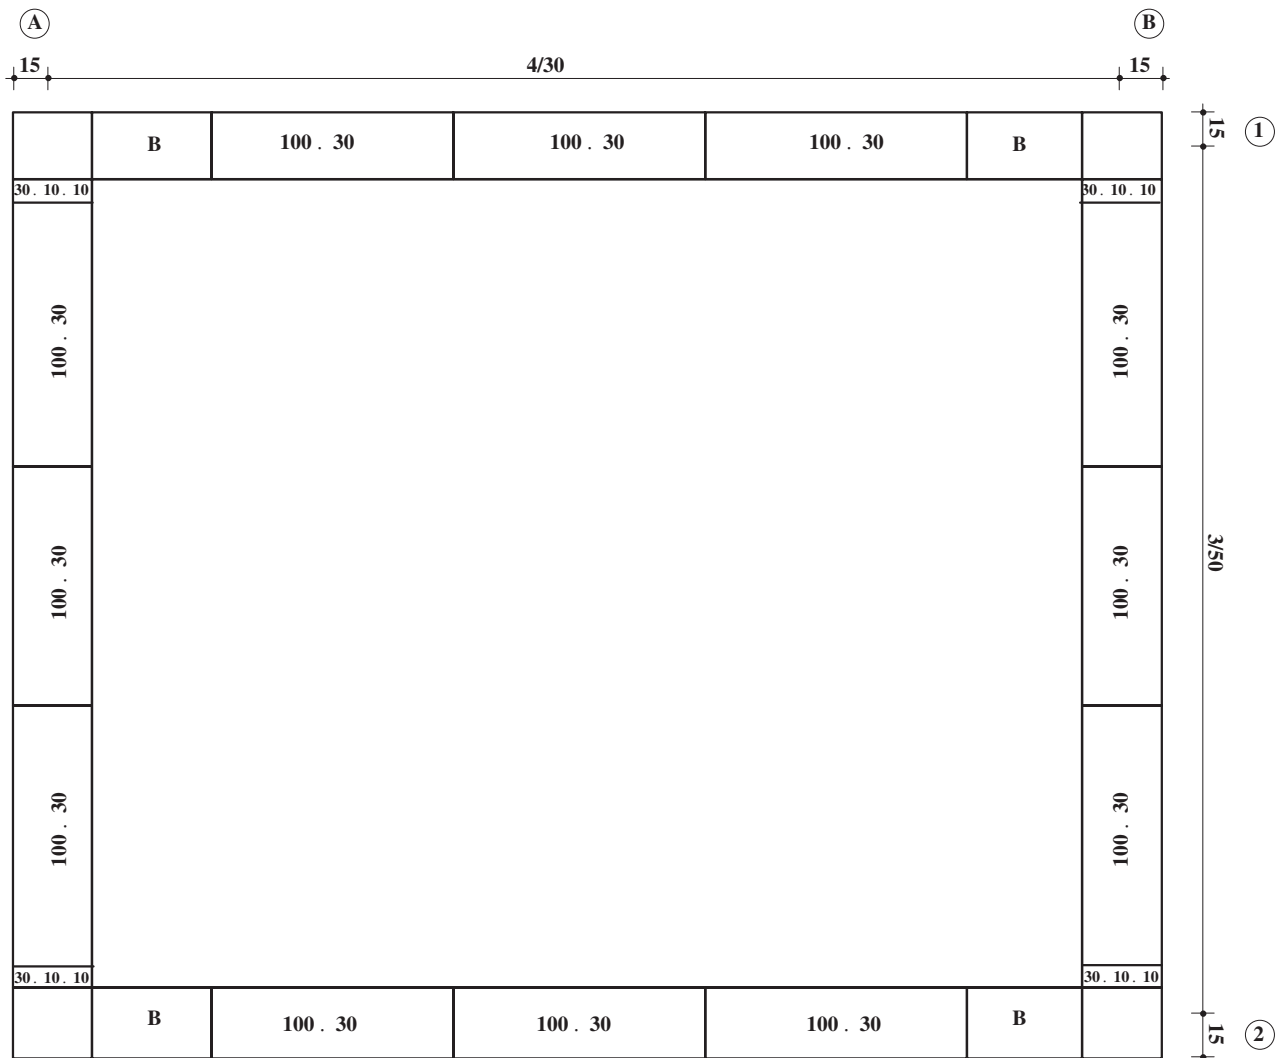 A B
15 4/30 15
B 100 . 30 100 . 30 100 . 30 B
15 1
30 . 10 . 10 30 . 10 . 10
100 . 30 100 . 30
100 . 30 3/50 100 . 30
100 . 30 100 . 30
30 . 10 . 10 30 . 10 . 10
B 100 . 30 100 . 30 100 . 30 B
15 2